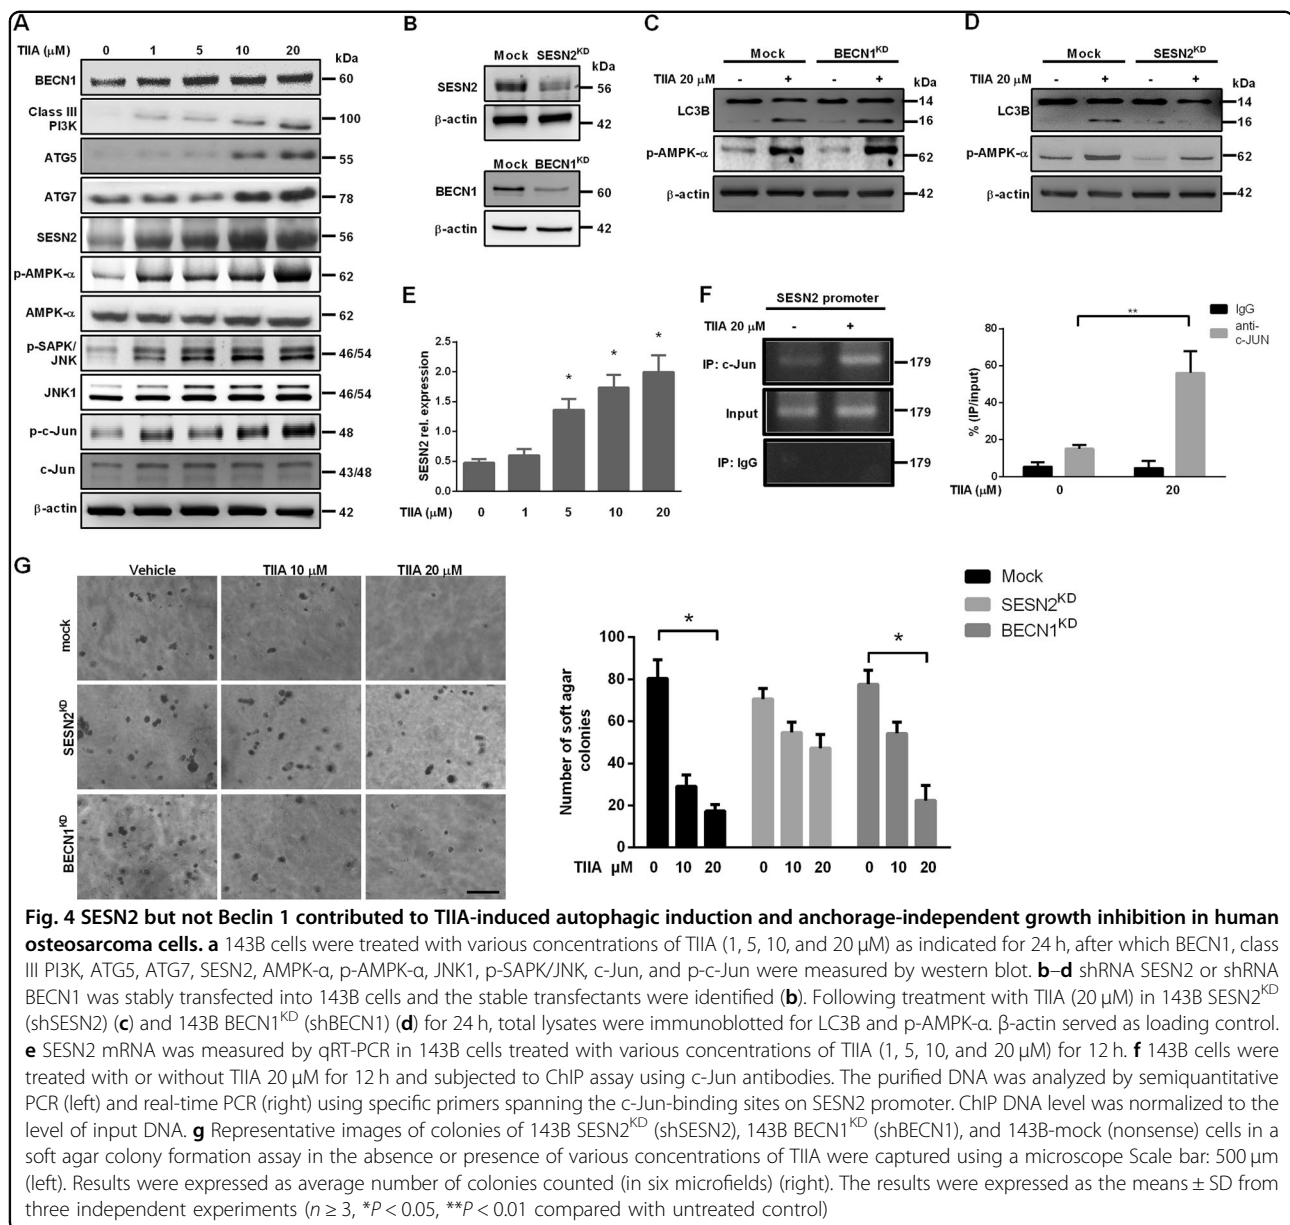 A
TIIA (µM) 0 1 5 10 20
kDa
BECN1 60
Class III
PI3K 100
ATG5 55
ATG7 78
SESN2 56
p-AMPK-α 62
AMPK-α 62
p-SAPK/
JNK 46/54
JNK1 46/54
p-c-Jun 48
c-Jun 43/48
β-actin 42
B
Mock SESN2KD
kDa
SESN2 56
β-actin 42
Mock BECN1KD
BECN1 60
β-actin 42
C
Mock BECN1KD
TIIA 20 µM - + - + kDa
LC3B 14
16
p-AMPK-α 62
β-actin 42
D
Mock SESN2KD
TIIA 20 µM - + - + kDa
LC3B 14
16
p-AMPK-α 62
β-actin 42
E
SESN2 rel. expression
2.5
2.0
1.5
1.0
0.5
0.0
* * *
TIIA (µM) 0 1 5 10 20
F
SESN2 promoter
TIIA 20 µM - +
IP: c-Jun 179
Input 179
IP: IgG 179
IgG
anti-
c-JUN
**
% (IP/input)
80
60
40
20
0
TIIA (µM) 0 20
G
Vehicle TIIA 10 µM TIIA 20 µM
mock
SESN2KD
BECN1KD
Mock
SESN2KD
BECN1KD
* *
Number of soft agar
colonies
100
80
60
40
20
0
TIIA µM 0 10 20 0 10 20 0 10 20
Fig. 4 SESN2 but not Beclin 1 contributed to TIIA-induced autophagic induction and anchorage-independent growth inhibition in human
osteosarcoma cells. a 143B cells were treated with various concentrations of TIIA (1, 5, 10, and 20 µM) as indicated for 24 h, after which BECN1, class
III PI3K, ATG5, ATG7, SESN2, AMPK-α, p-AMPK-α, JNK1, p-SAPK/JNK, c-Jun, and p-c-Jun were measured by western blot. b–d shRNA SESN2 or shRNA
BECN1 was stably transfected into 143B cells and the stable transfectants were identified (b). Following treatment with TIIA (20 µM) in 143B SESN2KD
(shSESN2) (c) and 143B BECN1KD (shBECN1) (d) for 24 h, total lysates were immunoblotted for LC3B and p-AMPK-α. β-actin served as loading control.
e SESN2 mRNA was measured by qRT-PCR in 143B cells treated with various concentrations of TIIA (1, 5, 10, and 20 µM) for 12 h. f 143B cells were
treated with or without TIIA 20 µM for 12 h and subjected to ChIP assay using c-Jun antibodies. The purified DNA was analyzed by semiquantitative
PCR (left) and real-time PCR (right) using specific primers spanning the c-Jun-binding sites on SESN2 promoter. ChIP DNA level was normalized to the
level of input DNA. g Representative images of colonies of 143B SESN2KD (shSESN2), 143B BECN1KD (shBECN1), and 143B-mock (nonsense) cells in a
soft agar colony formation assay in the absence or presence of various concentrations of TIIA were captured using a microscope Scale bar: 500 µm
(left). Results were expressed as average number of colonies counted (in six microfields) (right). The results were expressed as the means ± SD from
three independent experiments (n ≥ 3, *P < 0.05, **P < 0.01 compared with untreated control)